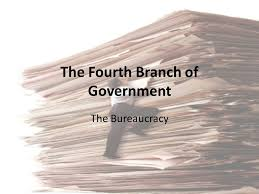 The Fourth Branch of
Government
The Bureaucracy